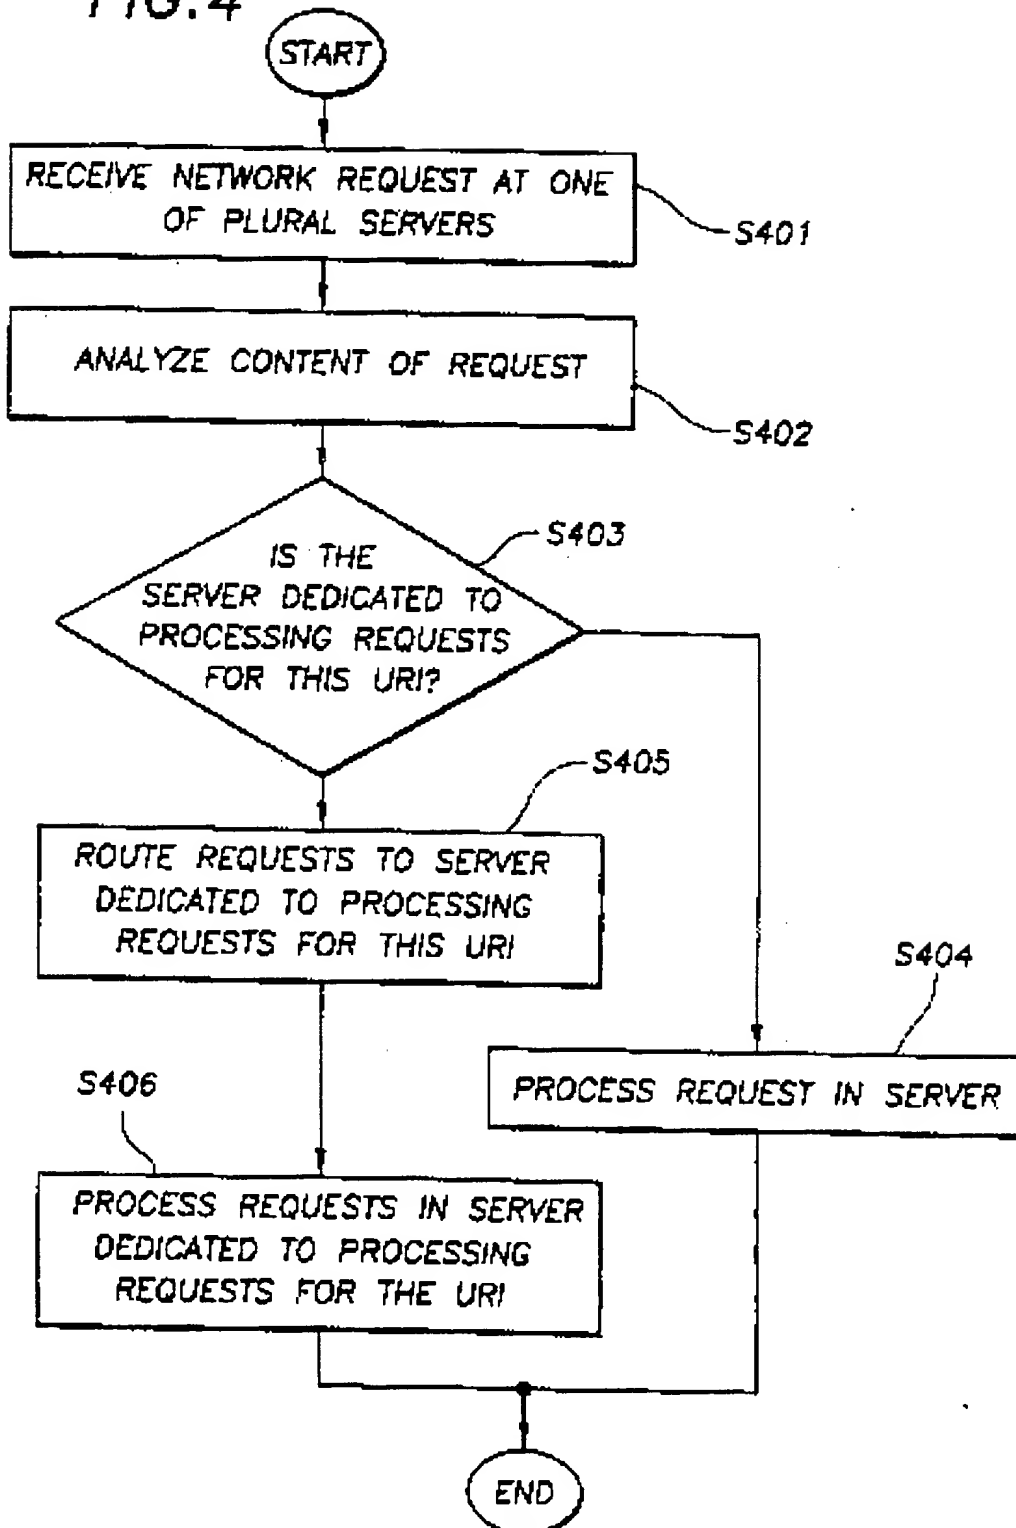 FIG. 4
START
RECEIVE NETWORK REQUEST AT ONE
OF PLURAL SERVERS
S401
ANALYZE CONTENT OF REQUEST
S402
S403
IS THE
SERVER DEDICATED TO
PROCESSING REQUESTS
FOR THIS URI?
S405
ROUTE REQUESTS TO SERVER
DEDICATED TO PROCESSING
REQUESTS FOR THIS URI
S404
PROCESS REQUEST IN SERVER
S406
PROCESS REQUESTS IN SERVER
DEDICATED TO PROCESSING
REQUESTS FOR THE URI
END